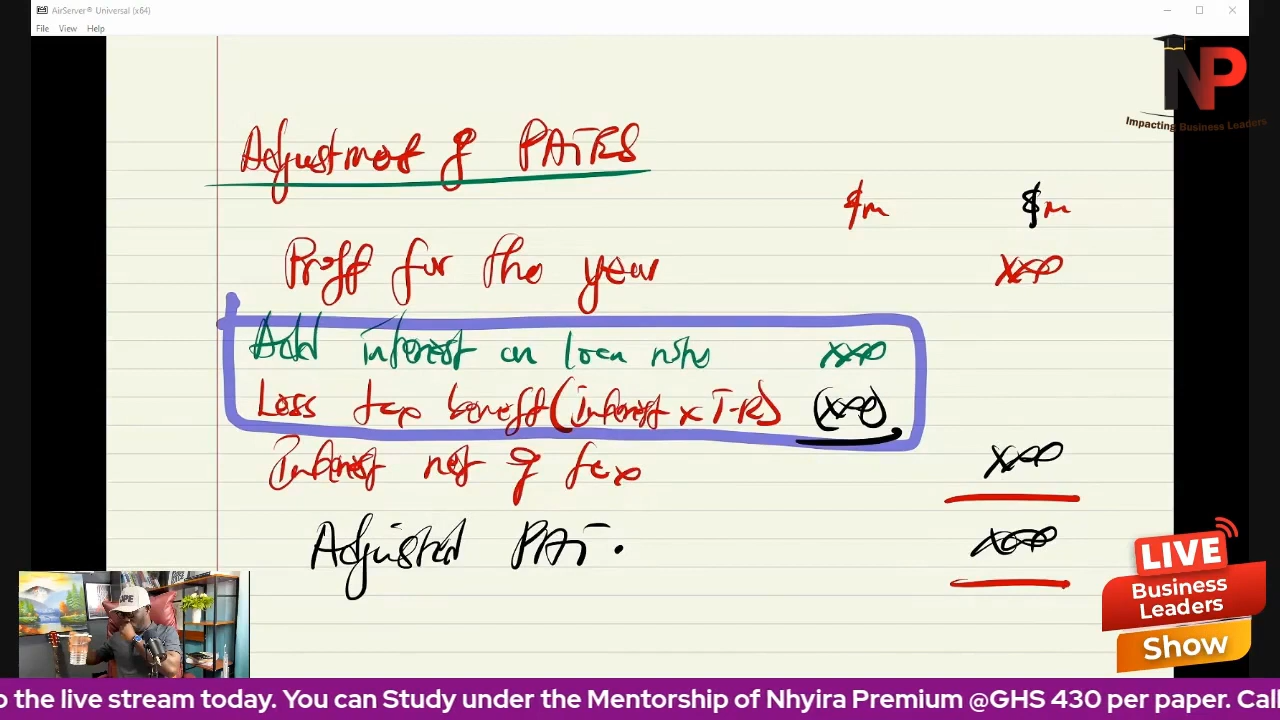 AirServer® Universal (x64)
File View Help
NP
Impacting Business Leaders
Adjustment of PATRS
$m $m
Profit for the year xxx
Add interest on loan notes xxx
Less tax benefit (Interest x T-R) (xxx)
Interest net of tax xxx
Adjusted PAT. xxx
LIVE
Business
Leaders
Show
o the live stream today. You can Study under the Mentorship of Nhyira Premium @GHS 430 per paper. Call